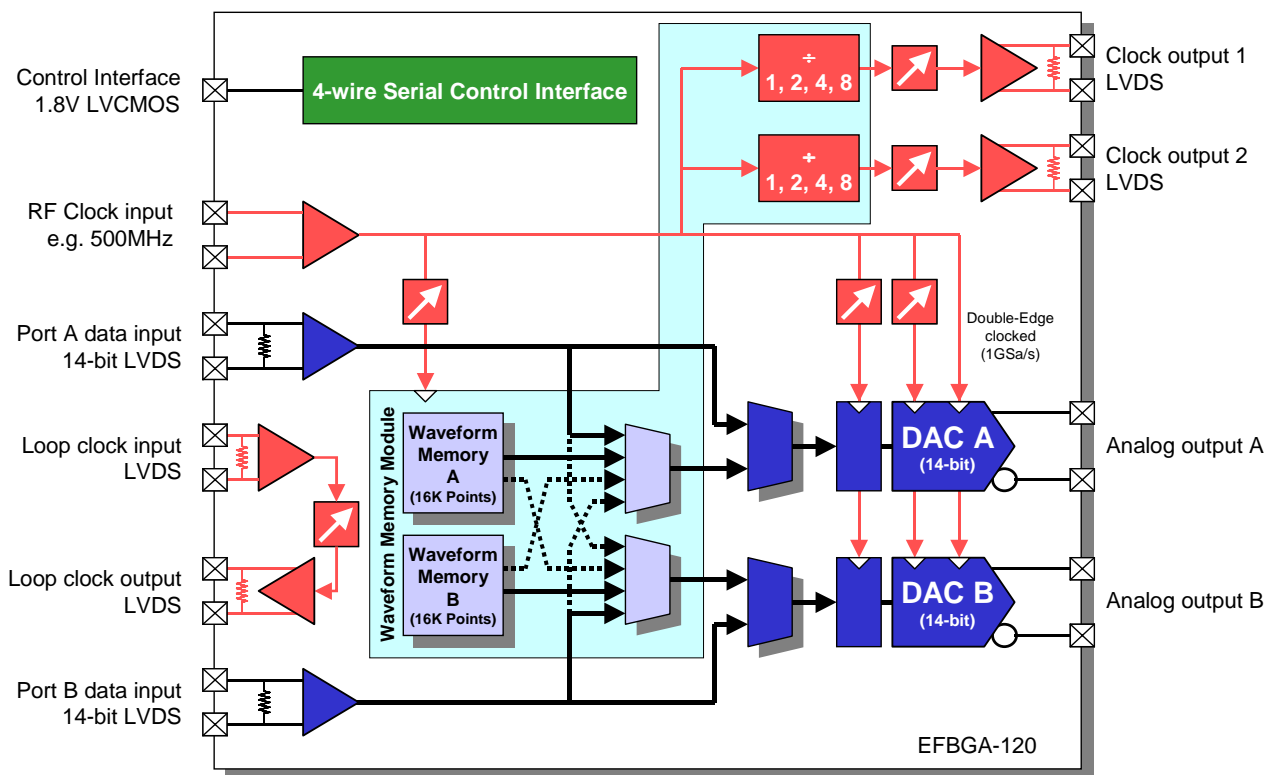 Control Interface
1.8V LVCMOS
4-wire Serial Control Interface
÷
1, 2, 4, 8
Clock output 1
LVDS
÷
1, 2, 4, 8
Clock output 2
LVDS
RF Clock input
e.g. 500MHz
Double-Edge
clocked
(1GSa/s)
Port A data input
14-bit LVDS
Waveform Memory Module
Waveform
Memory
A
(16K Points)
DAC A
(14-bit)
Analog output A
Loop clock input
LVDS
Waveform
Memory
B
(16K Points)
DAC B
(14-bit)
Analog output B
Loop clock output
LVDS
Port B data input
14-bit LVDS
EFBGA-120